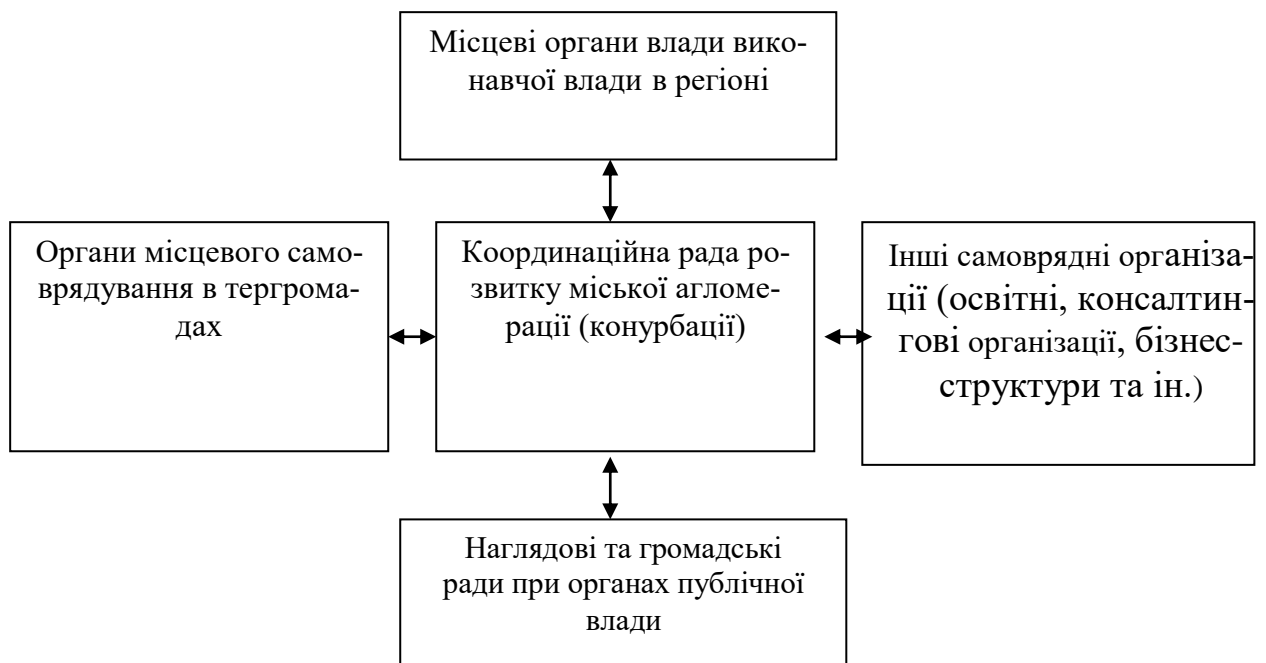 Місцеві органи влади вико-
навчої влади в регіоні
Органи місцевого само-
врядування в тергрома-
дах
Координаційна рада ро-
звитку міської агломе-
рації (конурбації)
Інші самоврядні організа-
ції (освітні, консалтин-
гові організації, бізнес-
структури та ін.)
Наглядові та громадські
ради при органах публічної
влади